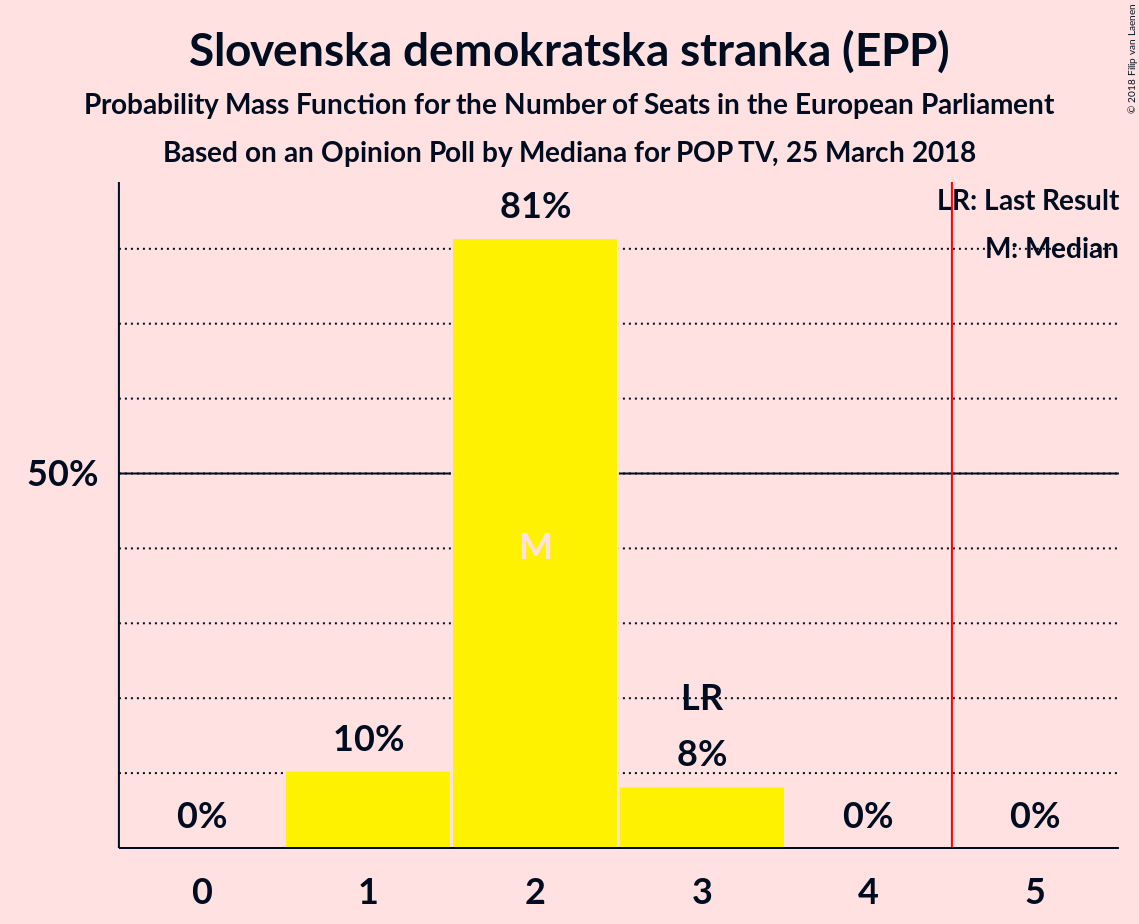 Slovenska demokratska stranka (EPP)
Probability Mass Function for the Number of Seats in the European Parliament
Based on an Opinion Poll by Mediana for POP TV, 25 March 2018
© 2018 Filip van Laenen
LR: Last Result
M: Median
81%
50%
M
LR
10%
8%
0%
0%
0%
0 1 2 3 4 5